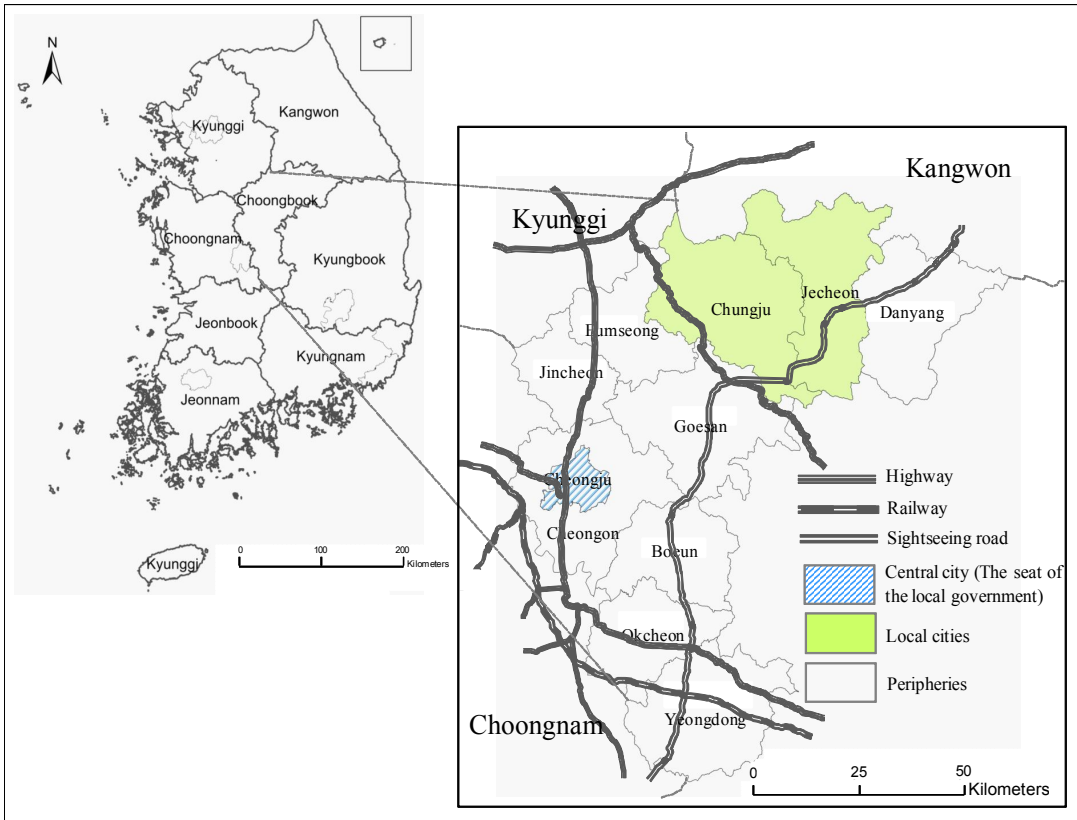 N
Kangwon
Kyunggi
Choongbook
Choongnam
Kyungbook
Jeonbook
Kyungnam
Jeonnam
Kyunggi
0 100 200
Kilometers
Kangwon
Kyunggi
Jecheon
Chungju
Danyang
Eumseong
Jincheon
Goesan
Cheongju
Cheongon
Boeun
Okcheon
Choongnam
Yeongdong
Highway
Railway
Sightseeing road
Central city (The seat of
the local government)
Local cities
Peripheries
0 25 50
Kilometers